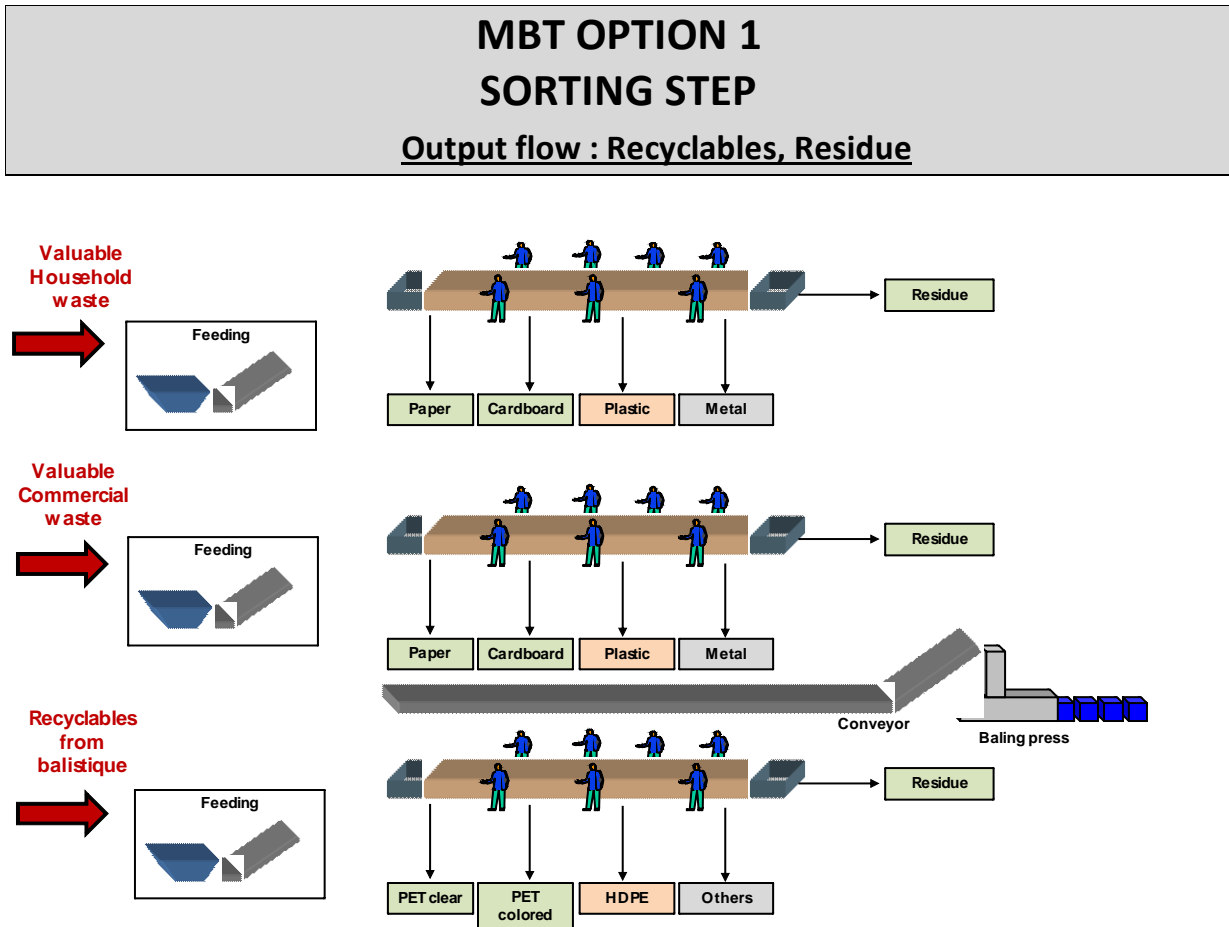 MBT OPTION 1
SORTING STEP
Output flow : Recyclables, Residue
Valuable
Household
waste
Feeding
Residue
Paper
Cardboard
Plastic
Metal
Valuable
Commercial
waste
Feeding
Residue
Paper
Cardboard
Plastic
Metal
Conveyor
Baling press
Recyclables
from
balistique
Feeding
Residue
PET clear
PET
colored
HDPE
Others